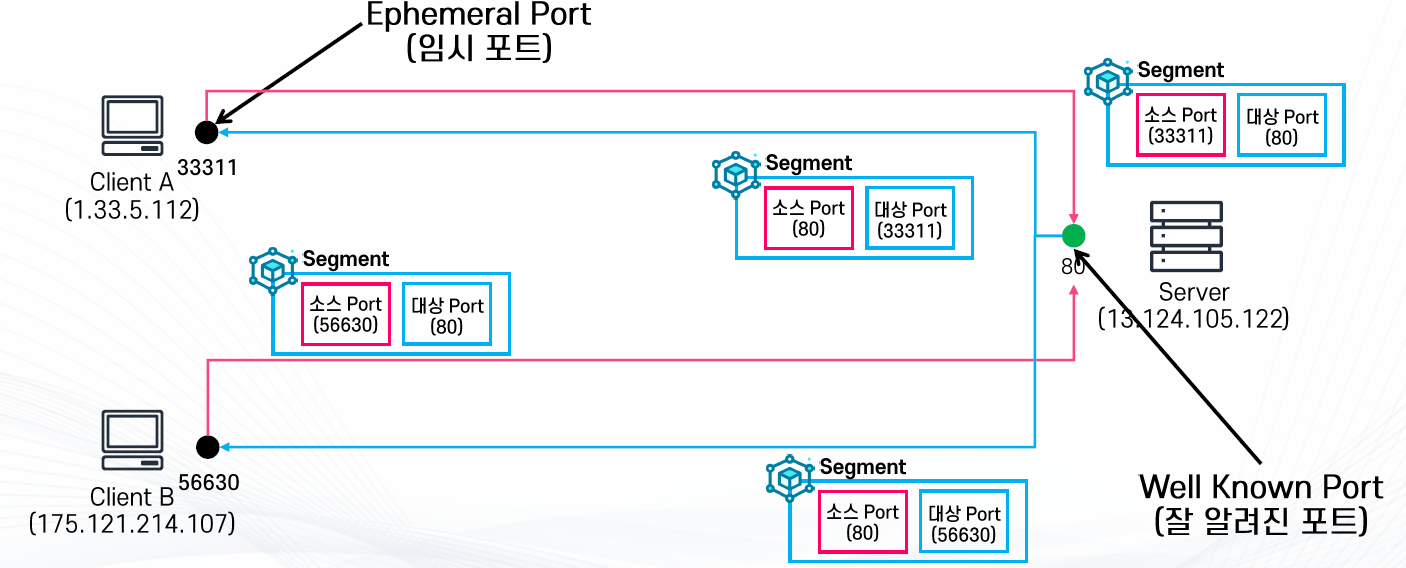 Ephemeral Port
(임시 포트)
Segment
소스 Port
(33311)
대상 Port
(80)
33311
Client A
(1.33.5.112)
Segment
소스 Port
(80)
대상 Port
(33311)
80
Server
(13.124.105.122)
Segment
소스 Port
(56630)
대상 Port
(80)
56630
Client B
(175.121.214.107)
Segment
소스 Port
(80)
대상 Port
(56630)
Well Known Port
(잘 알려진 포트)